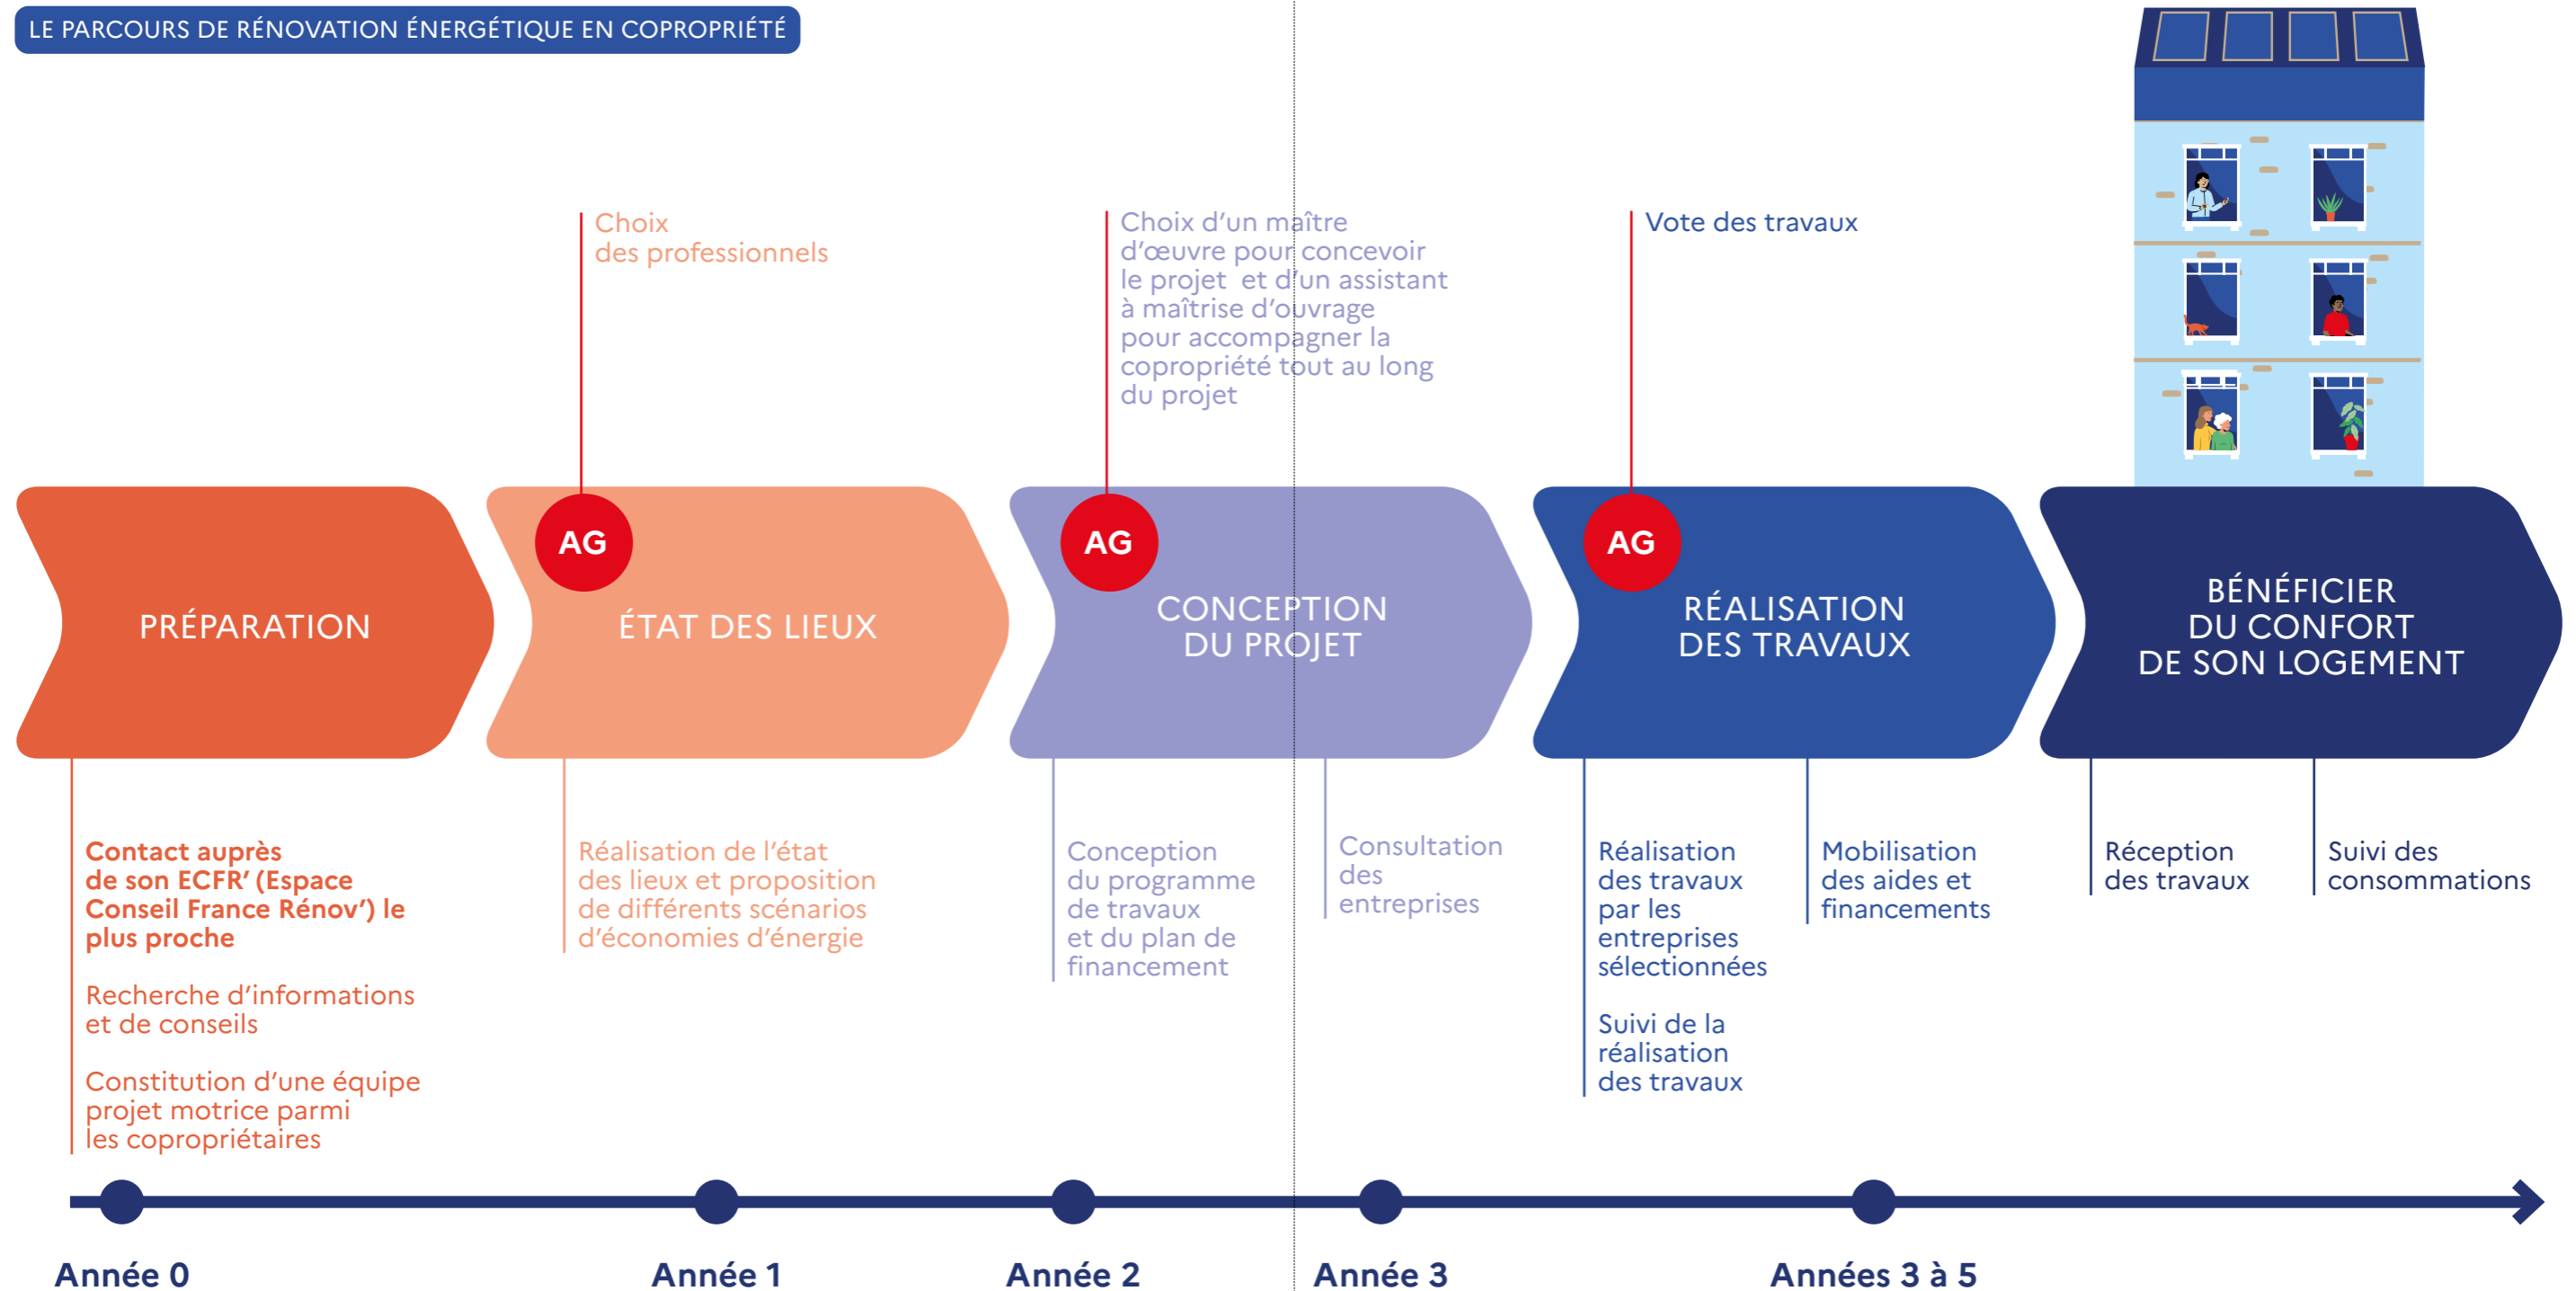 LE PARCOURS DE RÉNOVATION ÉNERGÉTIQUE EN COPROPRIÉTÉ
Choix
des professionnels
Choix d’un maître
d’œuvre pour concevoir
le projet et d’un assistant
à maîtrise d’ouvrage
pour accompagner la
copropriété tout au long
du projet
Vote des travaux
PRÉPARATION
AG
ÉTAT DES LIEUX
AG
CONCEPTION
DU PROJET
AG
RÉALISATION
DES TRAVAUX
BÉNÉFICIER
DU CONFORT
DE SON LOGEMENT
Contact auprès
de son ECFR’ (Espace
Conseil France Rénov’) le
plus proche
Recherche d’informations
et de conseils
Constitution d’une équipe
projet motrice parmi
les copropriétaires
Réalisation de l’état
des lieux et proposition
de différents scénarios
d’économies d’énergie
Conception
du programme
de travaux
et du plan de
financement
Consultation
des
entreprises
Réalisation
des travaux
par les
entreprises
sélectionnées
Suivi de la
réalisation
des travaux
Mobilisation
des aides et
financements
Réception
des travaux
Suivi des
consommations
Année 0
Année 1
Année 2
Année 3
Années 3 à 5